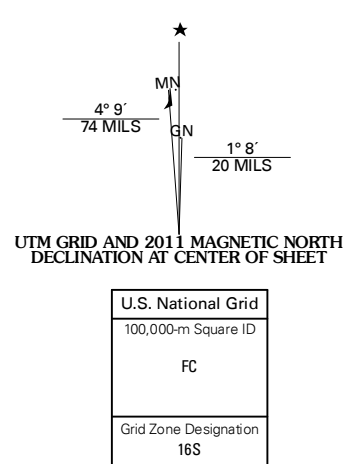 ★
MN
4° 9´
74 MILS
GN
1° 8´
20 MILS
UTM GRID AND 2011 MAGNETIC NORTH
DECLINATION AT CENTER OF SHEET
U.S. National Grid
100,000-m Square ID
FC
Grid Zone Designation
16S